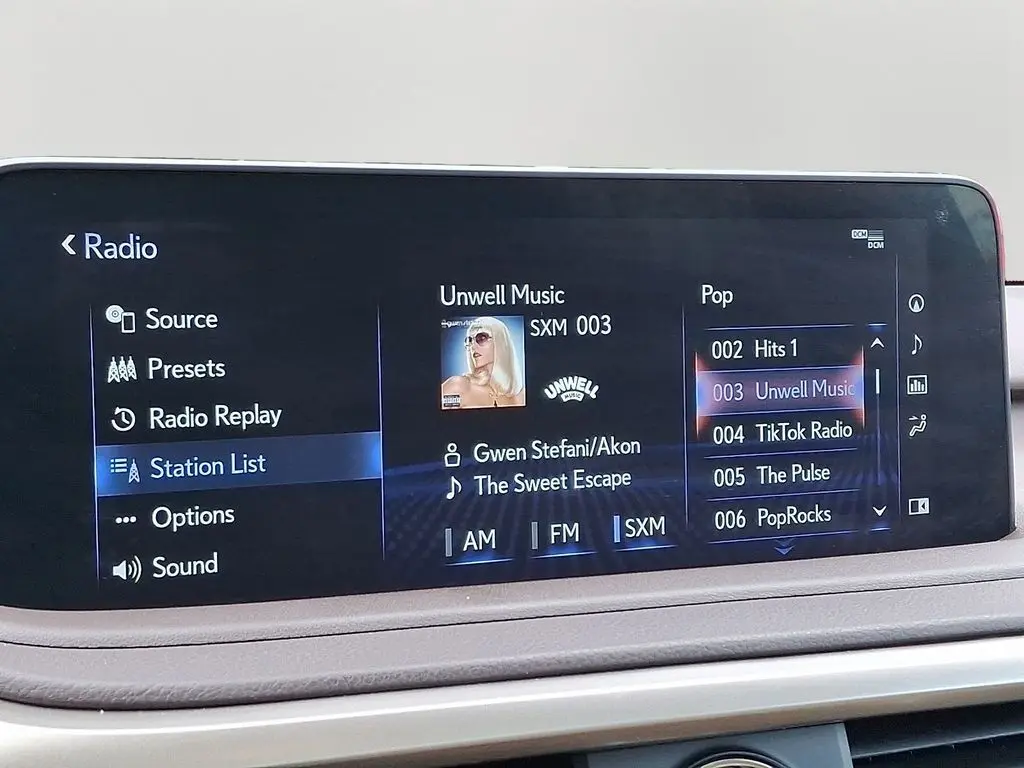 Radio
DCM
DCM
Source
Presets
Radio Replay
Station List
Options
Sound
Unwell Music
SXM 003
UNWELL
MUSIC
Gwen Stefani/Akon
The Sweet Escape
AM
FM
SXM
Pop
002 Hits 1
003 Unwell Music
004 TikTok Radio
005 The Pulse
006 PopRocks